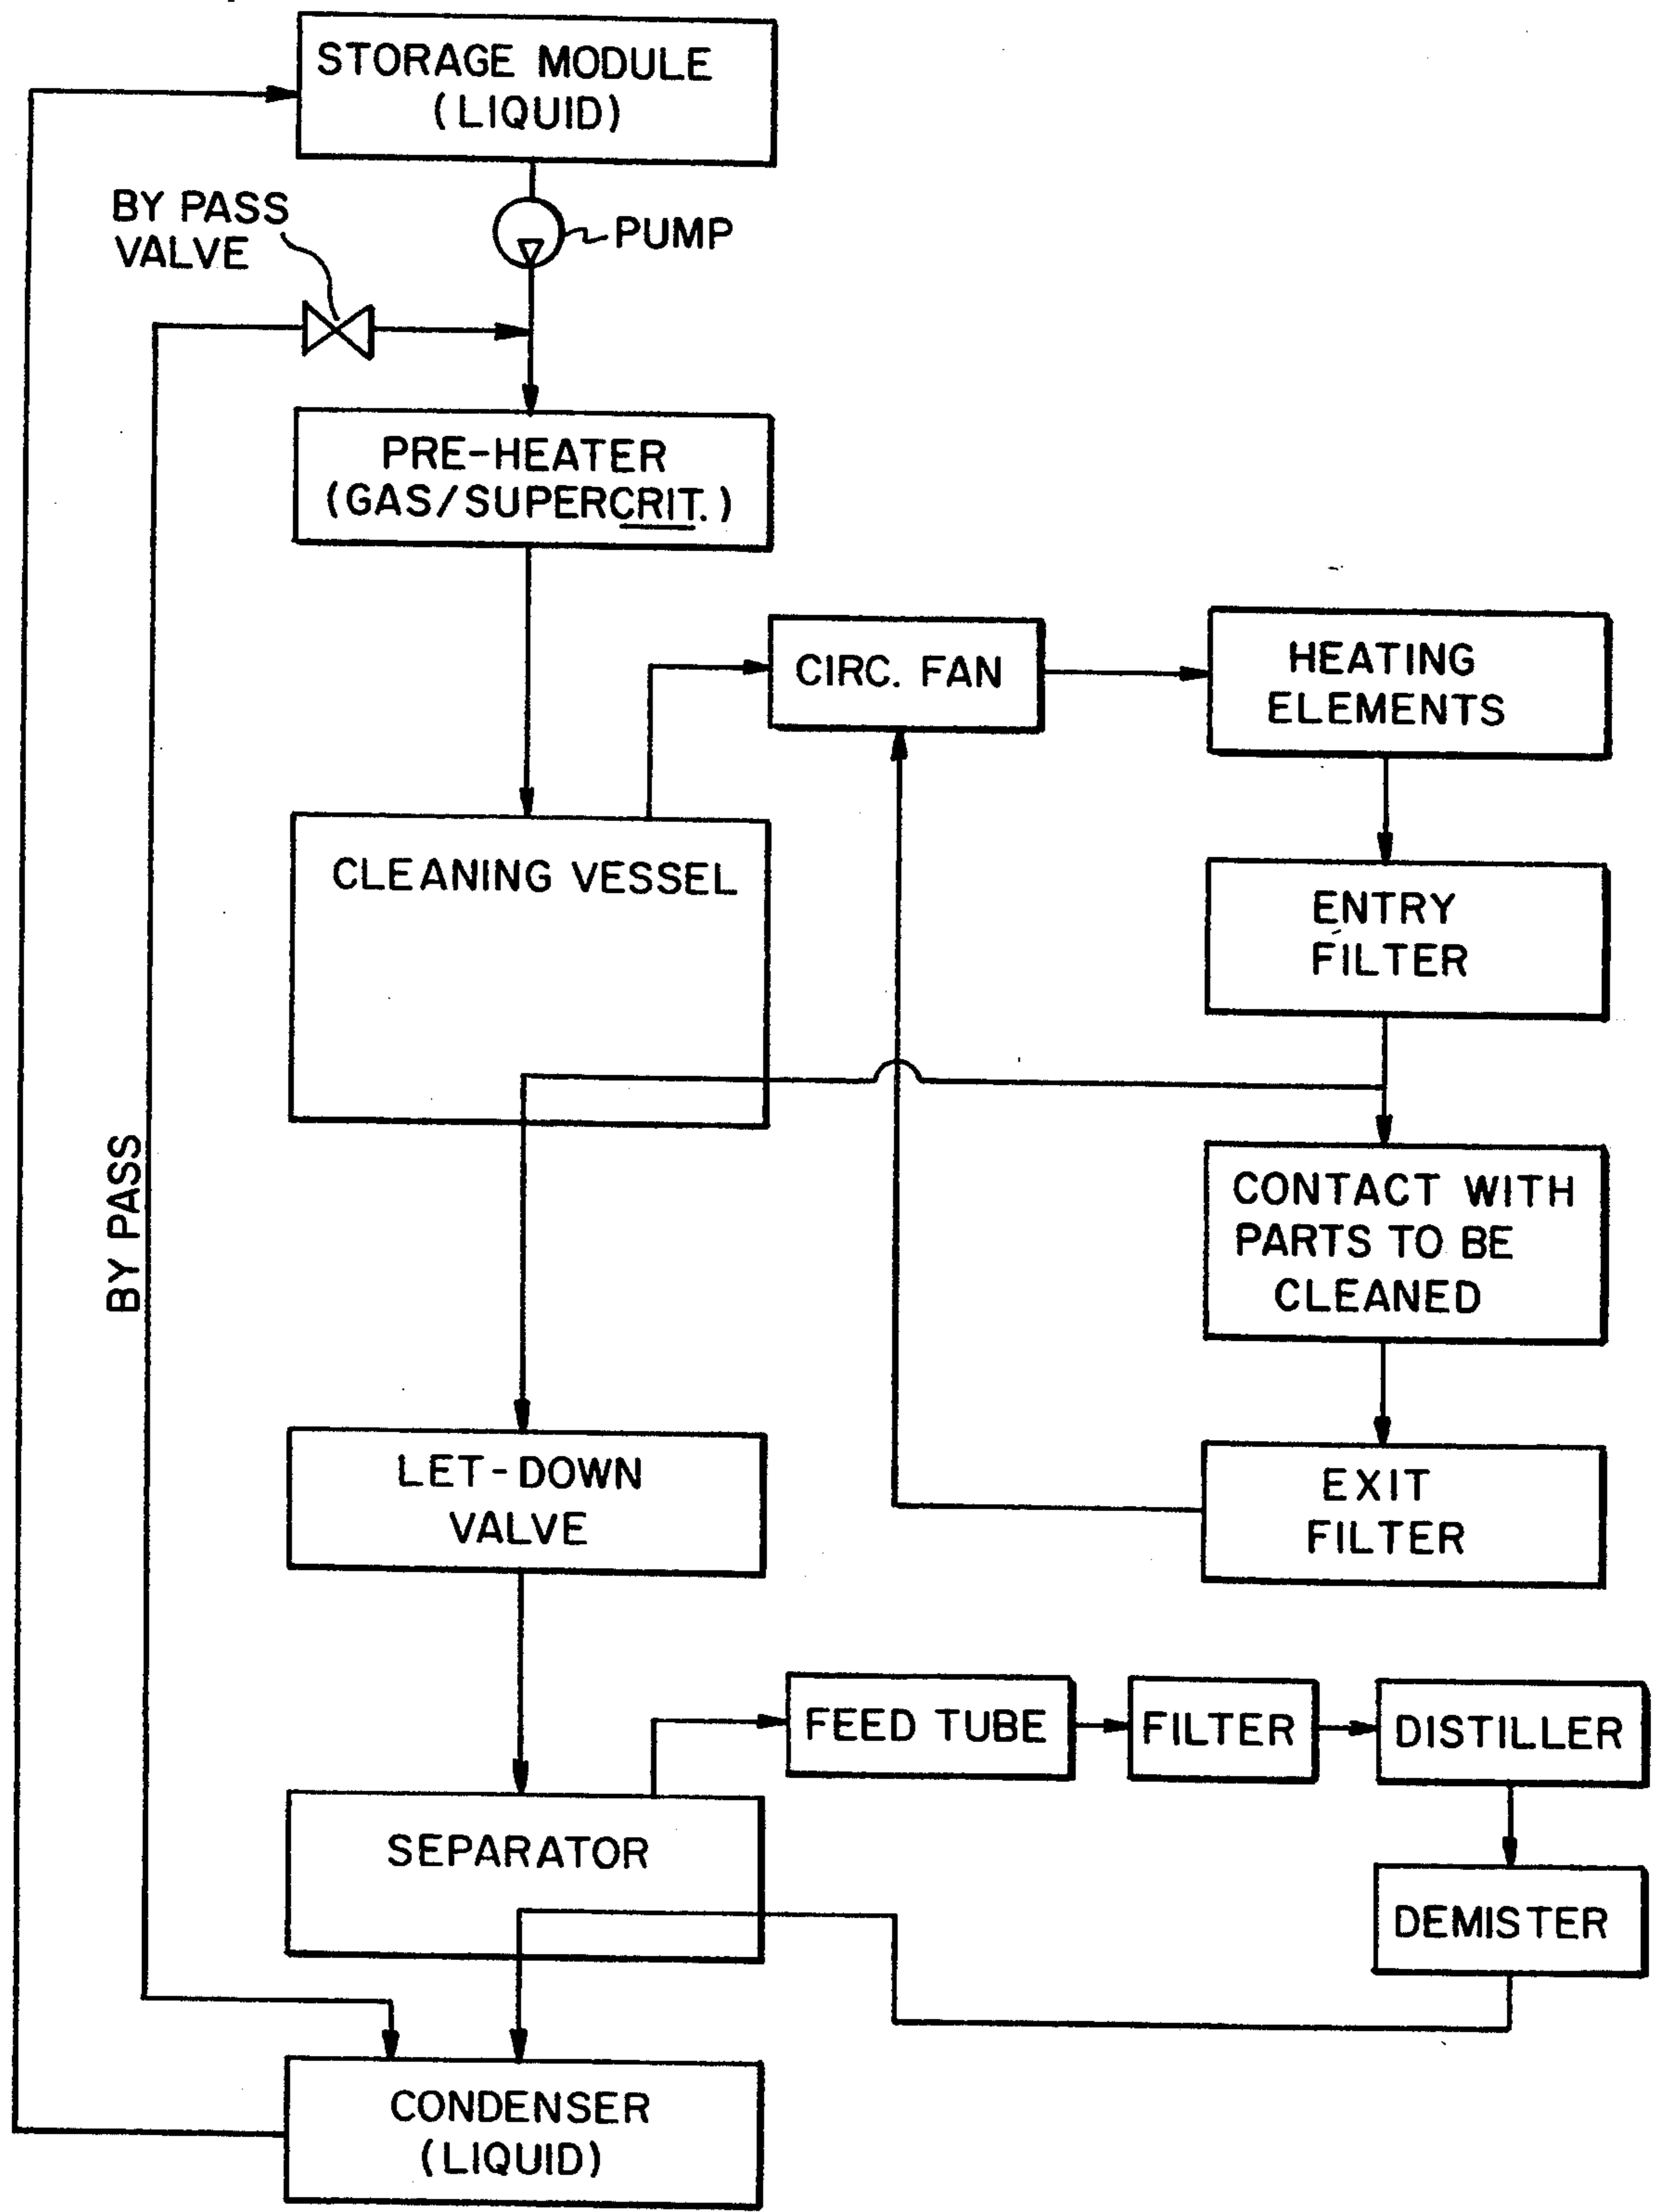 STORAGE MODULE
(LIQUID)
BY PASS
VALVE
PUMP
PRE-HEATER
(GAS/SUPERCRIT.)
CIRC. FAN
HEATING
ELEMENTS
CLEANING VESSEL
ENTRY
FILTER
BY PASS
CONTACT WITH
PARTS TO BE
CLEANED
LET-DOWN
VALVE
EXIT
FILTER
FEED TUBE
FILTER
DISTILLER
SEPARATOR
DEMISTER
CONDENSER
(LIQUID)